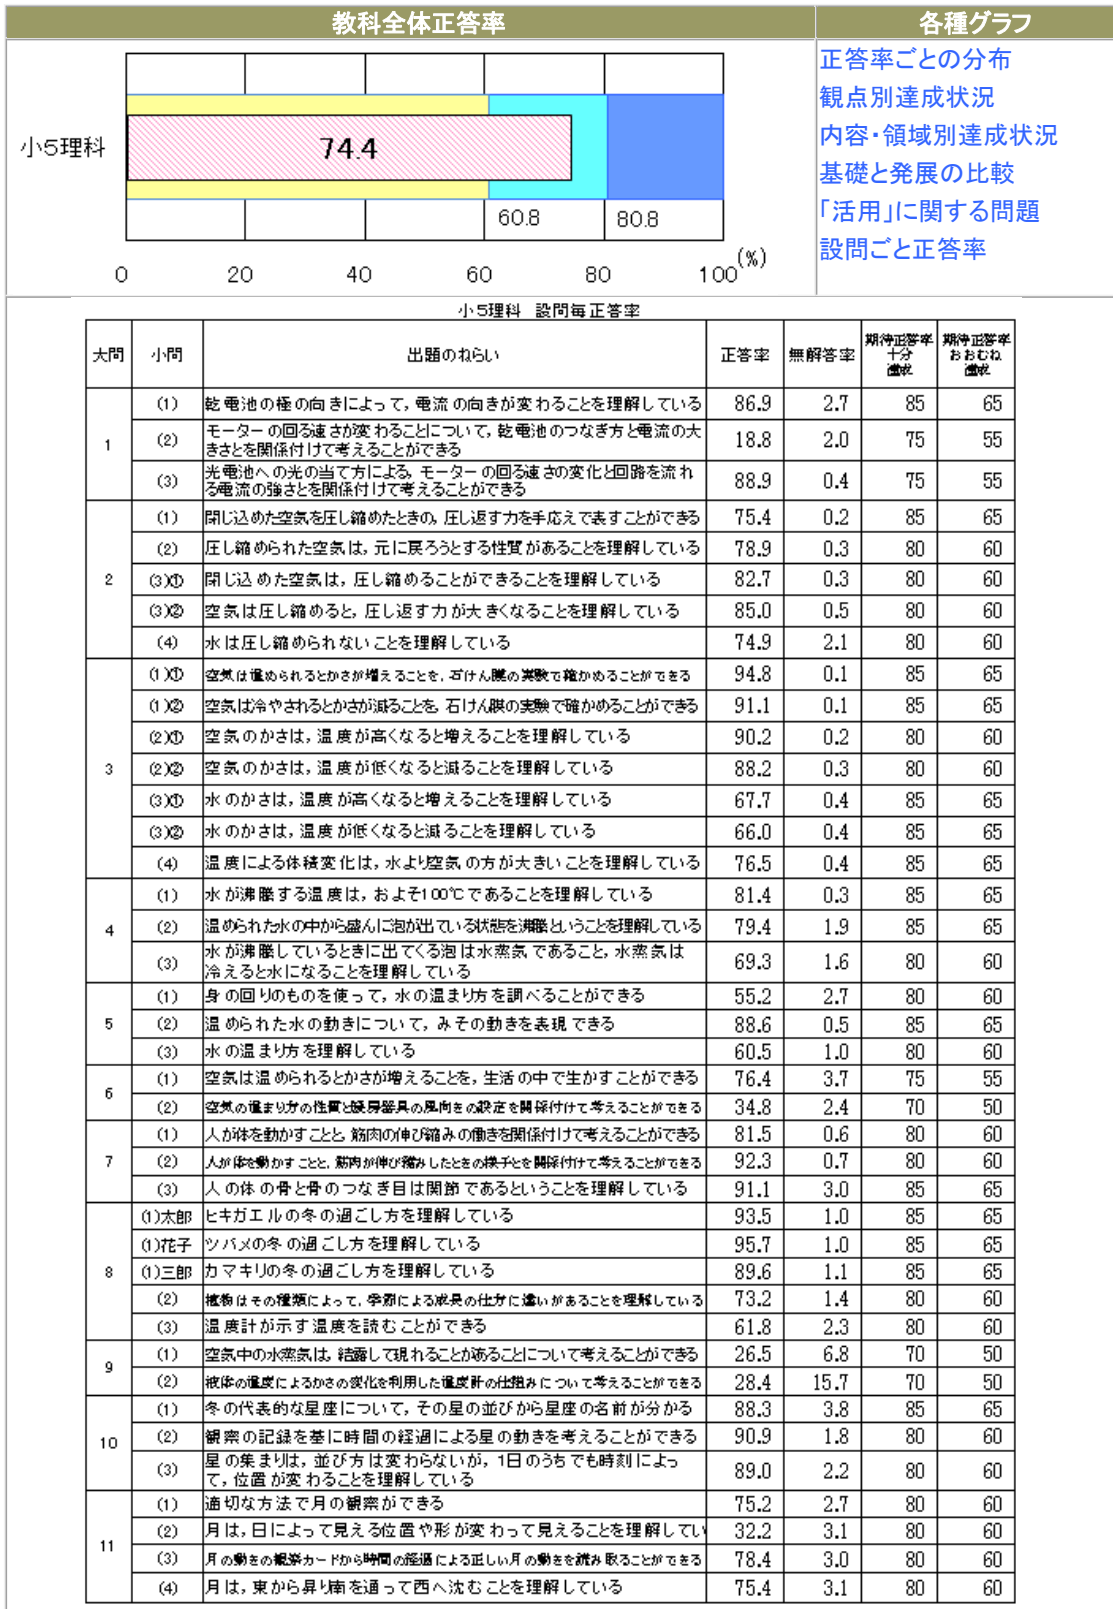 教科全体正答率 各種グラフ
小5理科 74.4 60.8 80.8
0 20 40 60 80 100 (%)
正答率ごとの分布
観点別達成状況
内容・領域別達成状況
基礎と発展の比較
「活用」に関する問題
設問ごと正答率
小5理科 設問毎正答率
大問 小問 出題のねらい 正答率 無解答率 期待正答率十分達成 期待正答率おおむね達成
1 (1) 乾電池の極の向きによって，電流の向きが変わることを理解している 86.9 2.7 85 65
(2) モーターの回る速さが変わることについて，乾電池のつなぎ方と電流の大
きさとを関係付けて考えることができる 18.8 2.0 75 55
(3) 光電池への光の当て方による，モーターの回る速さの変化と回路を流れ
る電流の強さとを関係付けて考えることができる 88.9 0.4 75 55
2 (1) 閉じ込めた空気を圧し縮めたときの，圧し返す力を手応えで表すことができる 75.4 0.2 85 65
(2) 圧し縮められた空気は，元に戻ろうとする性質があることを理解している 78.9 0.3 80 60
(3)① 閉じ込めた空気は，圧し縮めることができることを理解している 82.7 0.3 80 60
(3)② 空気は圧し縮めると，圧し返す力が大きくなることを理解している 85.0 0.5 80 60
(4) 水は圧し縮められないことを理解している 74.9 2.1 80 60
3 (1)① 空気は温められるとかさが増えることを，石けん膜の実験で確かめることができる 94.8 0.1 85 65
(1)② 空気は冷やされるとかさが減ることを，石けん膜の実験で確かめることができる 91.1 0.1 85 65
(2)① 空気のかさは，温度が高くなると増えることを理解している 90.2 0.2 80 60
(2)② 空気のかさは，温度が低くなると減ることを理解している 88.2 0.3 80 60
(3)① 水のかさは，温度が高くなると増えることを理解している 67.7 0.4 85 65
(3)② 水のかさは，温度が低くなると減ることを理解している 66.0 0.4 85 65
(4) 温度による体積変化は，水より空気の方が大きいことを理解している 76.5 0.4 85 65
4 (1) 水が沸騰する温度は，およそ100℃であることを理解している 81.4 0.3 85 65
(2) 温められた水の中から盛んに泡が出ている状態を沸騰ということを理解している 79.4 1.9 85 65
(3) 水が沸騰しているときに出てくる泡は水蒸気であること，水蒸気は
冷えると水になることを理解している 69.3 1.6 80 60
5 (1) 身の回りのものを使って，水の温まり方を調べることができる 55.2 2.7 80 60
(2) 温められた水の動きについて，みその動きを表現できる 88.6 0.5 85 65
(3) 水の温まり方を理解している 60.5 1.0 80 60
6 (1) 空気は温められるとかさが増えることを，生活の中で生かすことができる 76.4 3.7 75 55
(2) 空気の温まり方の性質と暖房器具の風向きの設定を関係付けて考えることができる 34.8 2.4 70 50
7 (1) 人が体を動かすことと，筋肉の伸び縮みの働きを関係付けて考えることができる 81.5 0.6 80 60
(2) 人が体を動かすことと，筋肉が伸び縮みしたときの様子とを関係付けて考えることができる 92.3 0.7 80 60
(3) 人の体の骨と骨のつなぎ目は関節であるということを理解している 91.1 3.0 85 65
8 (1)太郎 ヒキガエルの冬の過ごし方を理解している 93.5 1.0 85 65
(1)花子 ツバメの冬の過ごし方を理解している 95.7 1.0 85 65
(1)三郎 カマキリの冬の過ごし方を理解している 89.6 1.1 85 65
(2) 植物はその種類によって，季節による成長の仕方に違いがあることを理解している 73.2 1.4 80 60
(3) 温度計が示す温度を読むことができる 61.8 2.3 80 60
9 (1) 空気中の水蒸気は，結露して現れることがあることについて考えることができる 26.5 6.8 70 50
(2) 液体の温度によるかさの変化を利用した温度計の仕組みについて考えることができる 28.4 15.7 70 50
10 (1) 冬の代表的な星座について，その星の並びから星座の名前が分かる 88.3 3.8 85 65
(2) 観察の記録を基に時間の経過による星の動きを考えることができる 90.9 1.8 80 60
(3) 星の集まりは，並び方は変わらないが，1日のうちでも時刻によっ
て，位置が変わることを理解している 89.0 2.2 80 60
11 (1) 適切な方法で月の観察ができる 75.2 2.7 80 60
(2) 月は，日によって見える位置や形が変わって見えることを理解してい 32.2 3.1 80 60
(3) 月の動きの観察カードから時間の経過による正しい月の動きを読み取ることができる 78.4 3.0 80 60
(4) 月は，東から昇り南を通って西へ沈むことを理解している 75.4 3.1 80 60